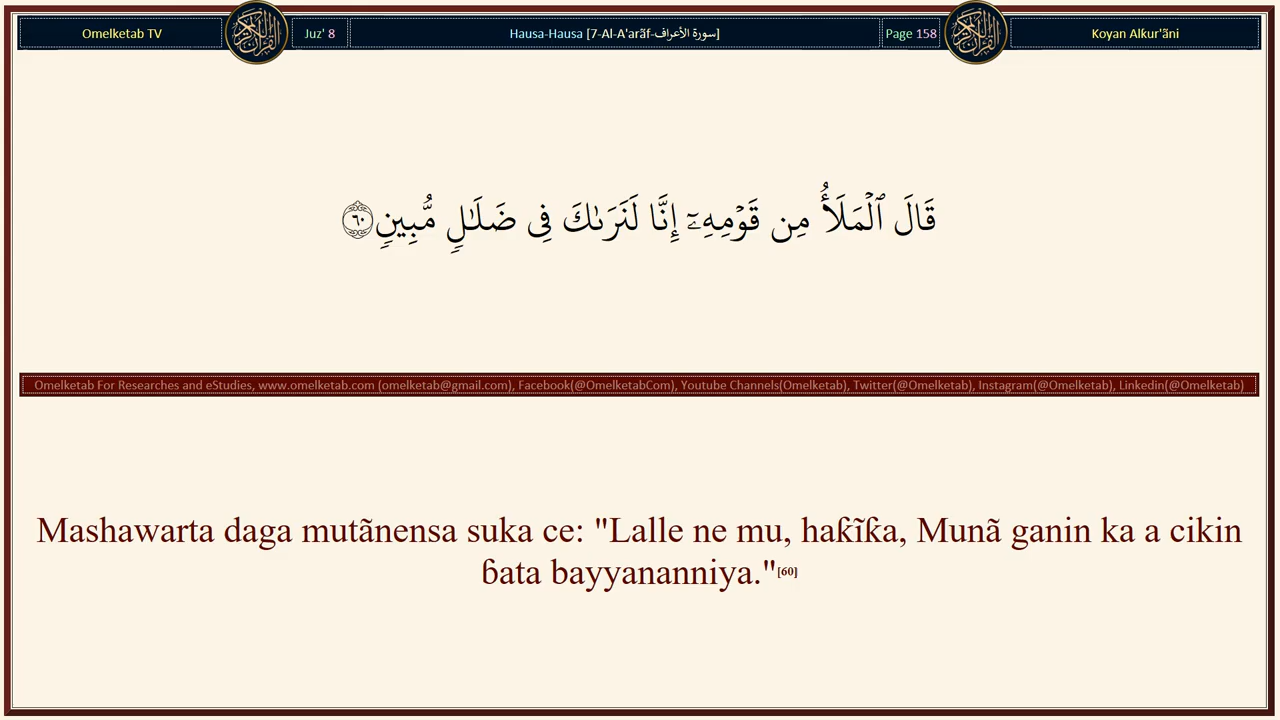 Omelketab TV
Juz' 8
Hausa-Hausa [7-Al-A'arãf-سورة الأعراف]
Page 158
Koyan Alƙur'ãni
قَالَ ٱلْمَلَأُ مِن قَوْمِهِۦٓ إِنَّا لَنَرَىٰكَ فِى ضَلَـٰلٍ مُّبِينٍ ٦٠
Omelketab For Researches and eStudies, www.omelketab.com (omelketab@gmail.com), Facebook(@OmelketabCom), Youtube Channels(Omelketab), Twitter(@Omelketab), Instagram(@Omelketab), Linkedin(@Omelketab)
Mashawarta daga mutãnensa suka ce: "Lalle ne mu, haƙĩƙa, Munã ganin ka a cikin
ɓata bayyananniya."[60]